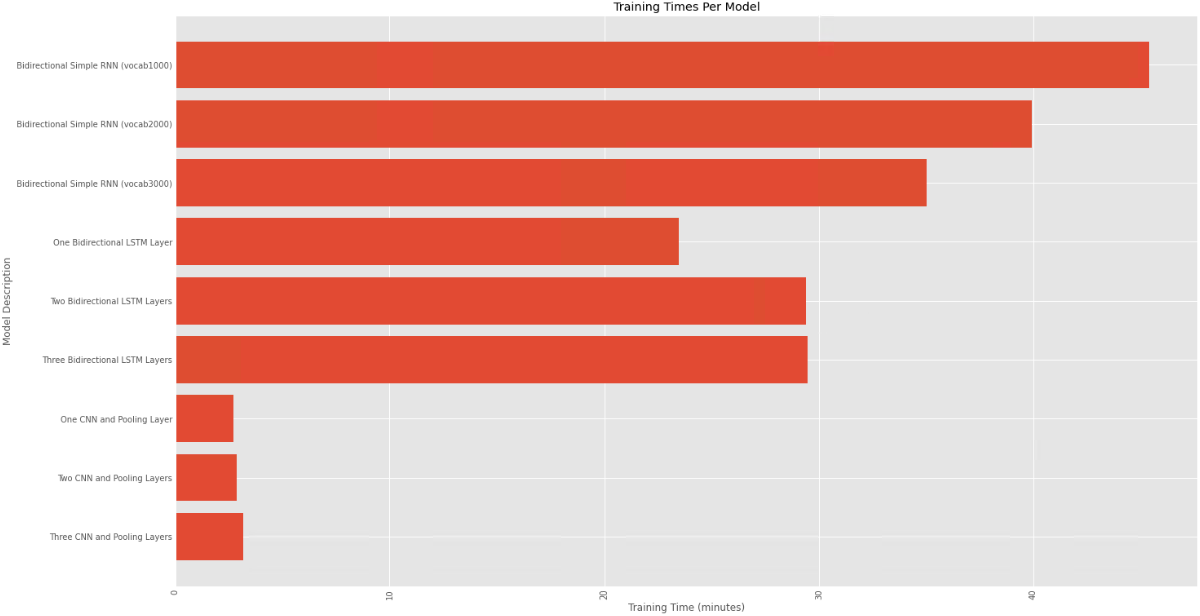 Training Times Per Model
Model Description
Bidirectional Simple RNN (vocab1000)
Bidirectional Simple RNN (vocab2000)
Bidirectional Simple RNN (vocab3000)
One Bidirectional LSTM Layer
Two Bidirectional LSTM Layers
Three Bidirectional LSTM Layers
One CNN and Pooling Layer
Two CNN and Pooling Layers
Three CNN and Pooling Layers
0 10 20 30 40
Training Time (minutes)